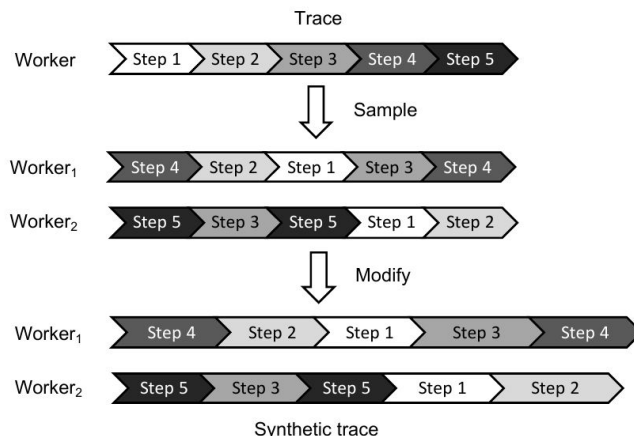 Trace
Worker Step 1 Step 2 Step 3 Step 4 Step 5
Sample
Worker₁ Step 4 Step 2 Step 1 Step 3 Step 4
Worker₂ Step 5 Step 3 Step 5 Step 1 Step 2
Modify
Worker₁ Step 4 Step 2 Step 1 Step 3 Step 4
Worker₂ Step 5 Step 3 Step 5 Step 1 Step 2
Synthetic trace